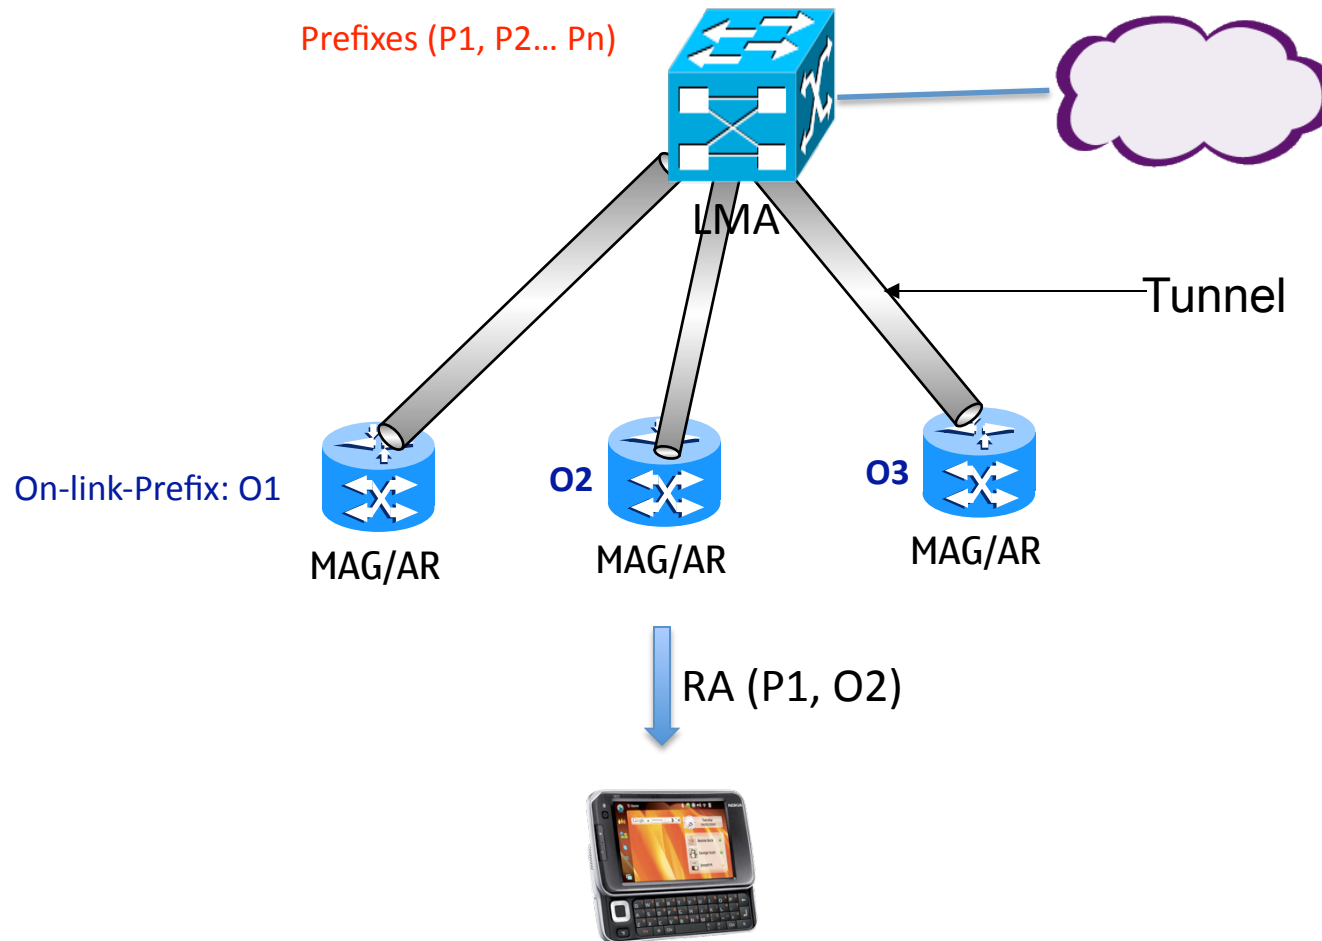 Prefixes (P1, P2... Pn)
LMA
Tunnel
On-link-Prefix: O1
O2
O3
MAG/AR
MAG/AR
MAG/AR
RA (P1, O2)
NOKIA